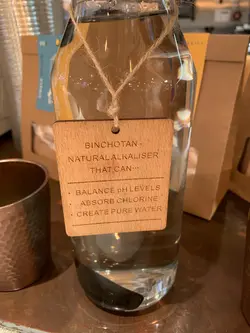 BINCHOTAN -
NATURAL ALKALISER
THAT CAN...
• BALANCE pH LEVELS
• ABSORB CHLORINE
• CREATE PURE WATER